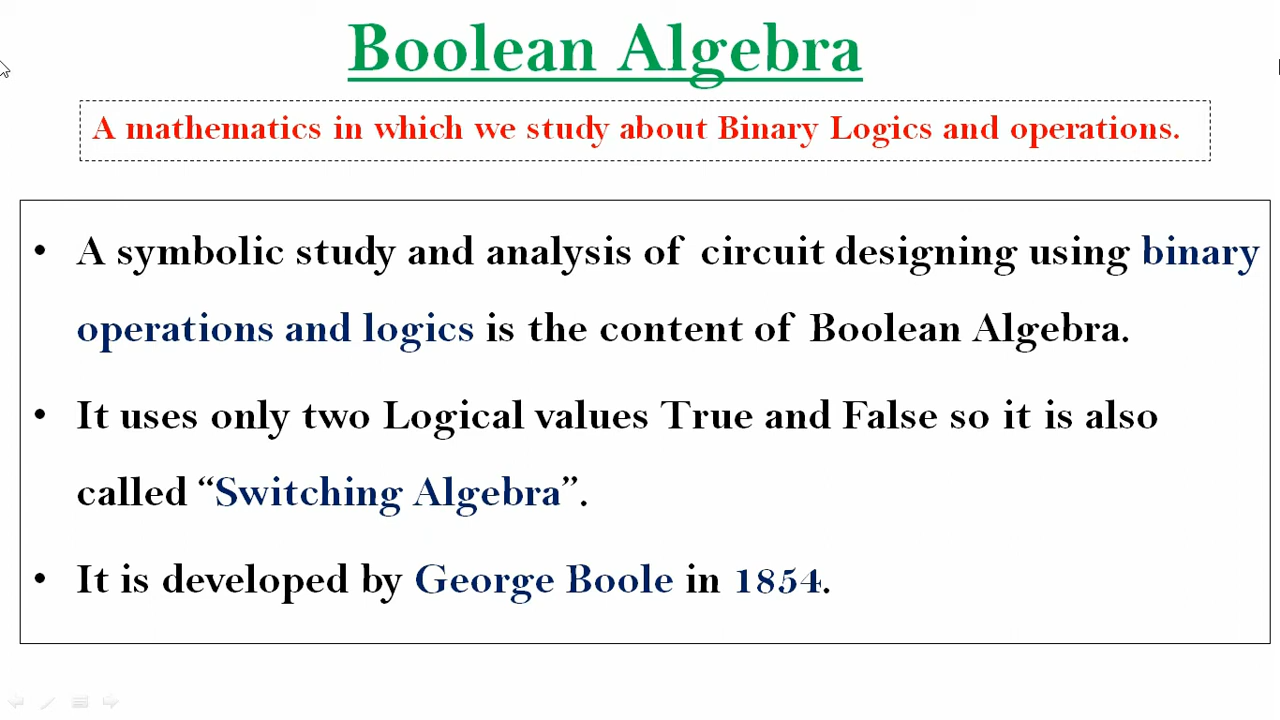 Boolean Algebra
A mathematics in which we study about Binary Logics and operations.
• A symbolic study and analysis of circuit designing using binary
operations and logics is the content of Boolean Algebra.
• It uses only two Logical values True and False so it is also
called “Switching Algebra”.
• It is developed by George Boole in 1854.